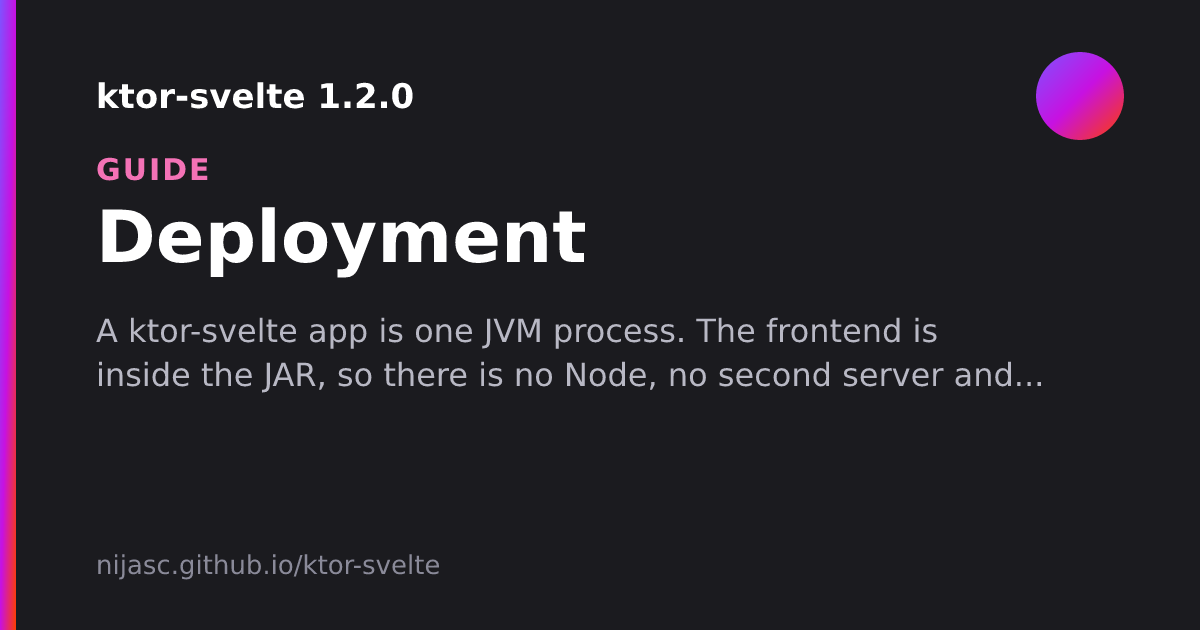 ktor-svelte 1.2.0
GUIDE
Deployment
A ktor-svelte app is one JVM process. The frontend is
inside the JAR, so there is no Node, no second server and...
nijasc.github.io/ktor-svelte